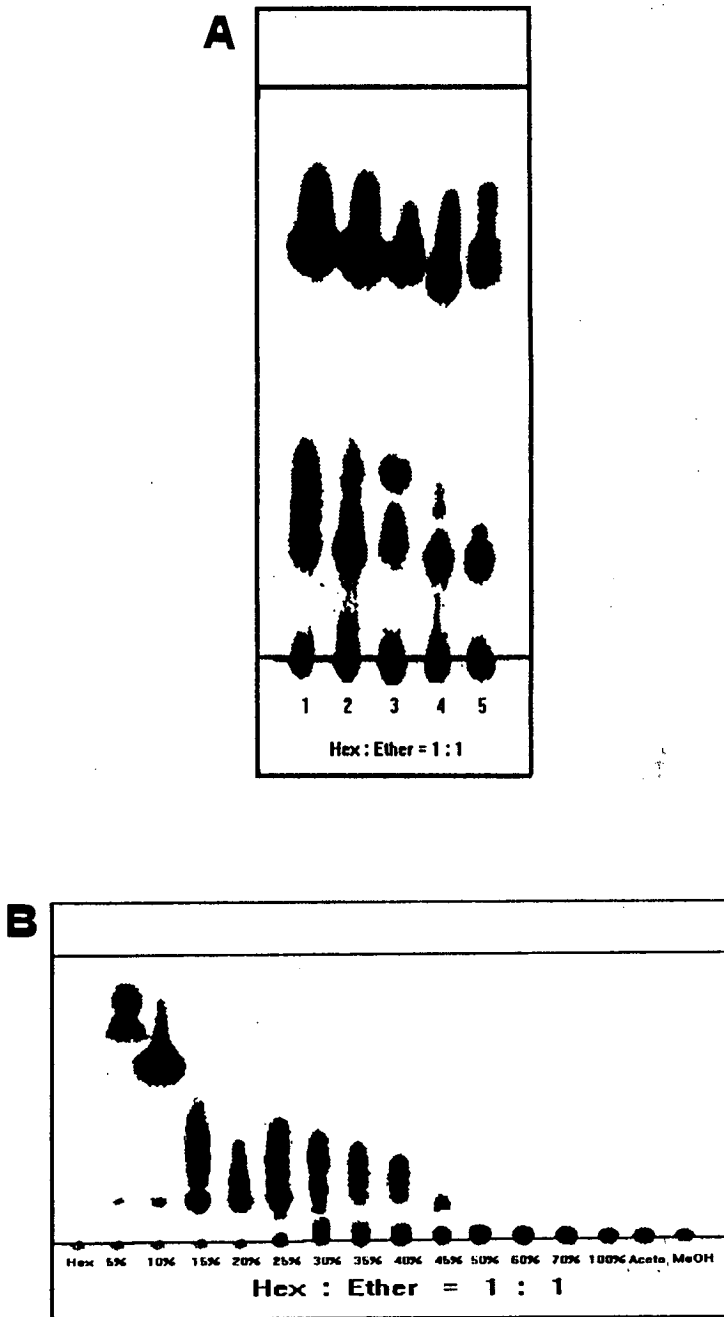 A
1 2 3 4 5
Hex : Ether = 1 : 1
B
Hex 5% 10% 15% 20% 25% 30% 35% 40% 45% 50% 60% 70% 100% Aceto, MeOH
Hex : Ether = 1 : 1